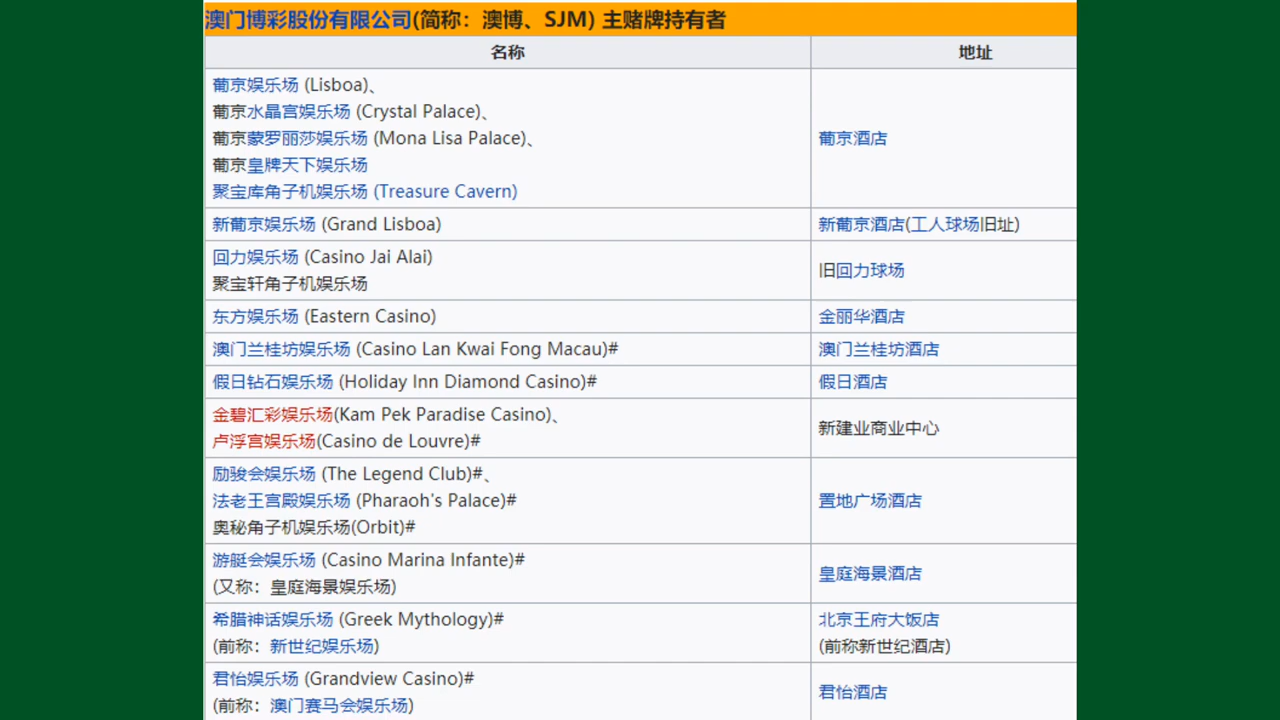 澳门博彩股份有限公司(简称：澳博、SJM) 主赌牌持有者
名称 地址
葡京娱乐场 (Lisboa)、
葡京水晶宫娱乐场 (Crystal Palace)、
葡京蒙罗丽莎娱乐场 (Mona Lisa Palace)、
葡京皇牌天下娱乐场
聚宝库角子机娱乐场 (Treasure Cavern)
葡京酒店
新葡京娱乐场 (Grand Lisboa)
新葡京酒店(工人球场旧址)
回力娱乐场 (Casino Jai Alai)
聚宝轩角子机娱乐场
旧回力球场
东方娱乐场 (Eastern Casino)
金丽华酒店
澳门兰桂坊娱乐场 (Casino Lan Kwai Fong Macau)#
澳门兰桂坊酒店
假日钻石娱乐场 (Holiday Inn Diamond Casino)#
假日酒店
金碧汇彩娱乐场(Kam Pek Paradise Casino)、
卢浮宫娱乐场(Casino de Louvre)#
新建业商业中心
励骏会娱乐场 (The Legend Club)#、
法老王宫殿娱乐场 (Pharaoh's Palace)#
奥秘角子机娱乐场(Orbit)#
置地广场酒店
游艇会娱乐场 (Casino Marina Infante)#
(又称：皇庭海景娱乐场)
皇庭海景酒店
希腊神话娱乐场 (Greek Mythology)#
(前称：新世纪娱乐场)
北京王府大饭店
(前称新世纪酒店)
君怡娱乐场 (Grandview Casino)#
(前称：澳门赛马会娱乐场)
君怡酒店